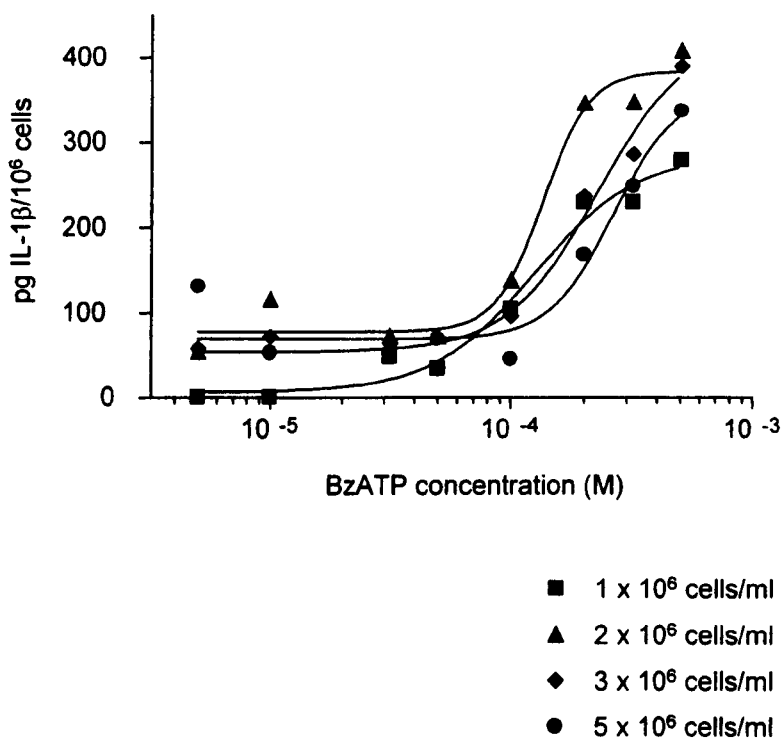 400
300
200
100
0
pg IL-1β/10⁶ cells
10⁻⁵
10⁻⁴
10⁻³
BzATP concentration (M)
1 x 10⁶ cells/ml
2 x 10⁶ cells/ml
3 x 10⁶ cells/ml
5 x 10⁶ cells/ml